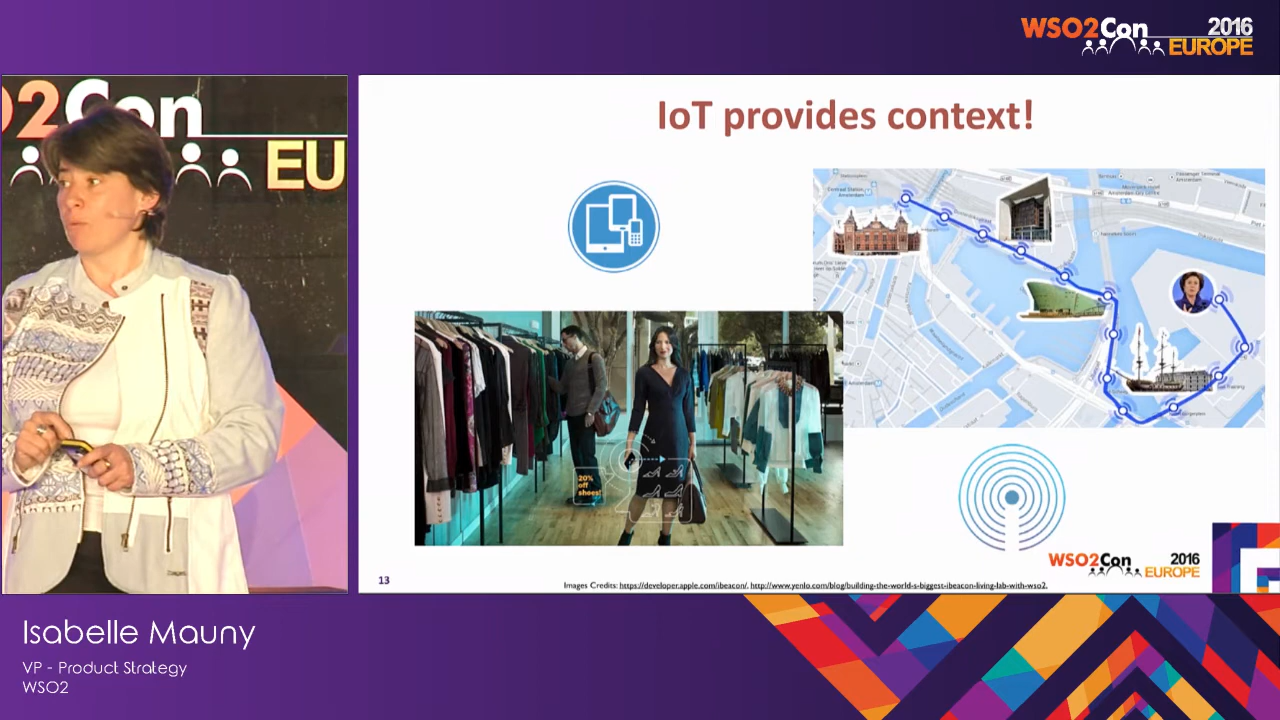 WSO2Con 2016
EUROPE
O2Con
EU
IoT provides context!
20%
off
shoes!
13
Images Credits: https://developer.apple.com/ibeacon/. http://www.yenlo.com/blog/building-the-world-s-biggest-ibeacon-living-lab-with-wso2.
WSO2Con 2016
EUROPE
Isabelle Mauny
VP - Product Strategy
WSO2